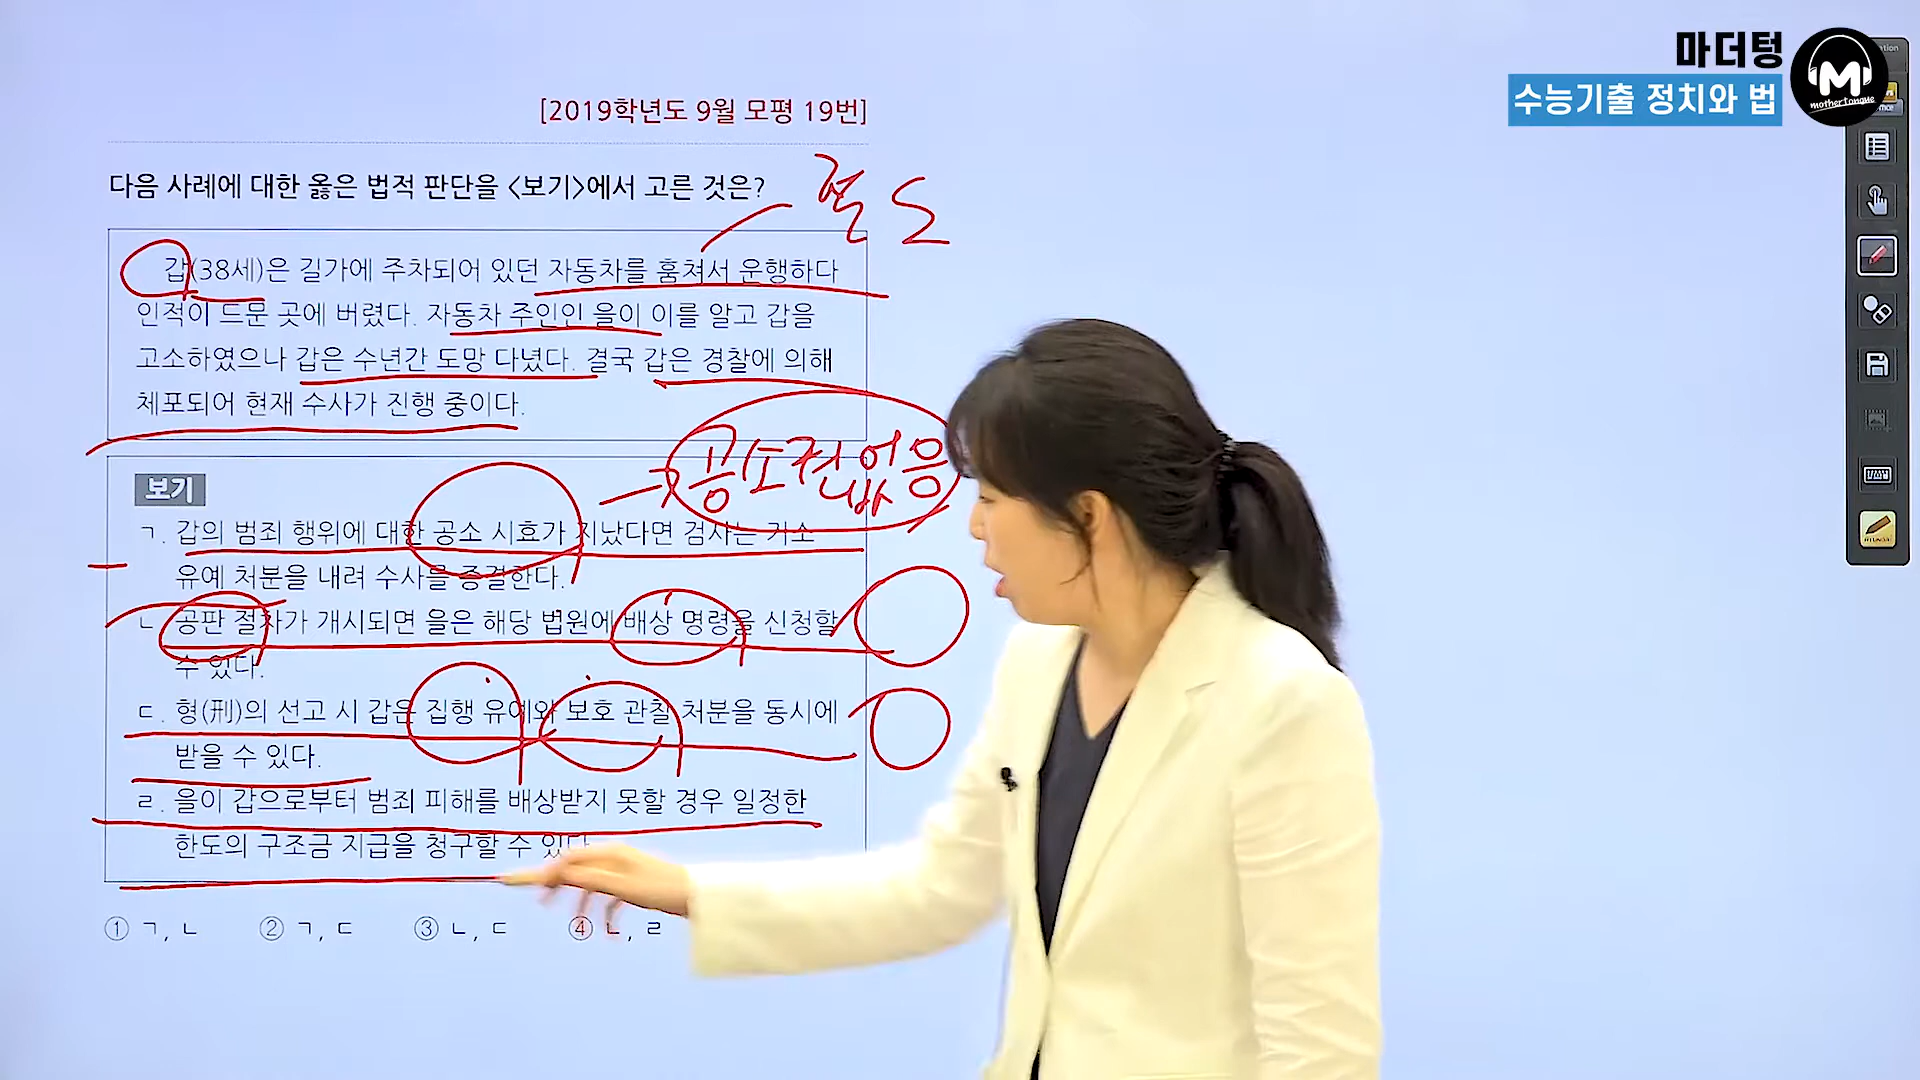 마더텅
수능기출 정치와 법
mothertongue
[2019학년도 9월 모평 19번]
다음 사례에 대한 옳은 법적 판단을 <보기>에서 고른 것은?
절도
갑(38세)은 길가에 주차되어 있던 자동차를 훔쳐서 운행하다
인적이 드문 곳에 버렸다. 자동차 주인인 을이 이를 알고 갑을
고소하였으나 갑은 수년간 도망 다녔다. 결국 갑은 경찰에 의해
체포되어 현재 수사가 진행 중이다.
공소권없음
보기
ㄱ. 갑의 범죄 행위에 대한 공소 시효가 지났다면 검사는 기소
유예 처분을 내려 수사를 종결한다.
ㄴ. 공판 절차가 개시되면 을은 해당 법원에 배상 명령을 신청할
수 있다.
ㄷ. 형(刑)의 선고 시 갑은 집행 유예와 보호 관찰 처분을 동시에
받을 수 있다.
ㄹ. 을이 갑으로부터 범죄 피해를 배상받지 못할 경우 일정한
한도의 구조금 지급을 청구할 수 있다.
① ㄱ, ㄴ ② ㄱ, ㄷ ③ ㄴ, ㄷ ④ ㄴ, ㄹ